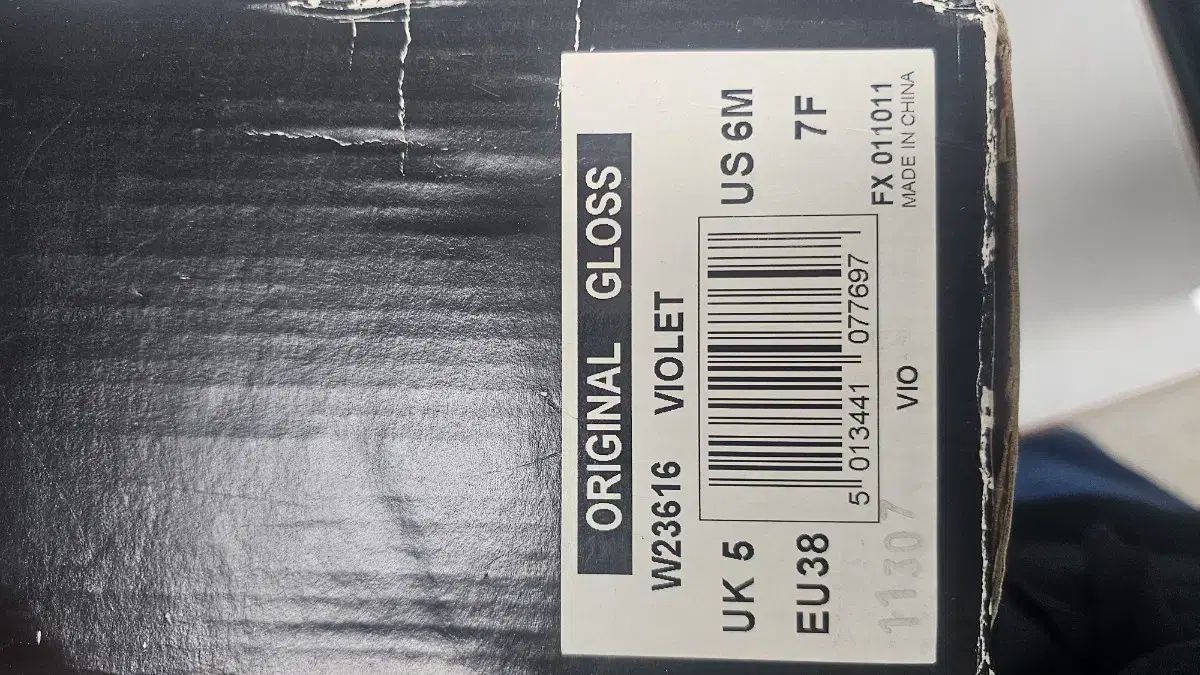 ORIGINAL GLOSS
W23616 VIOLET
UK 5 US 6M
EU38 7F
5 013441 077697
FX 011011
VIO MADE IN CHINA
11307